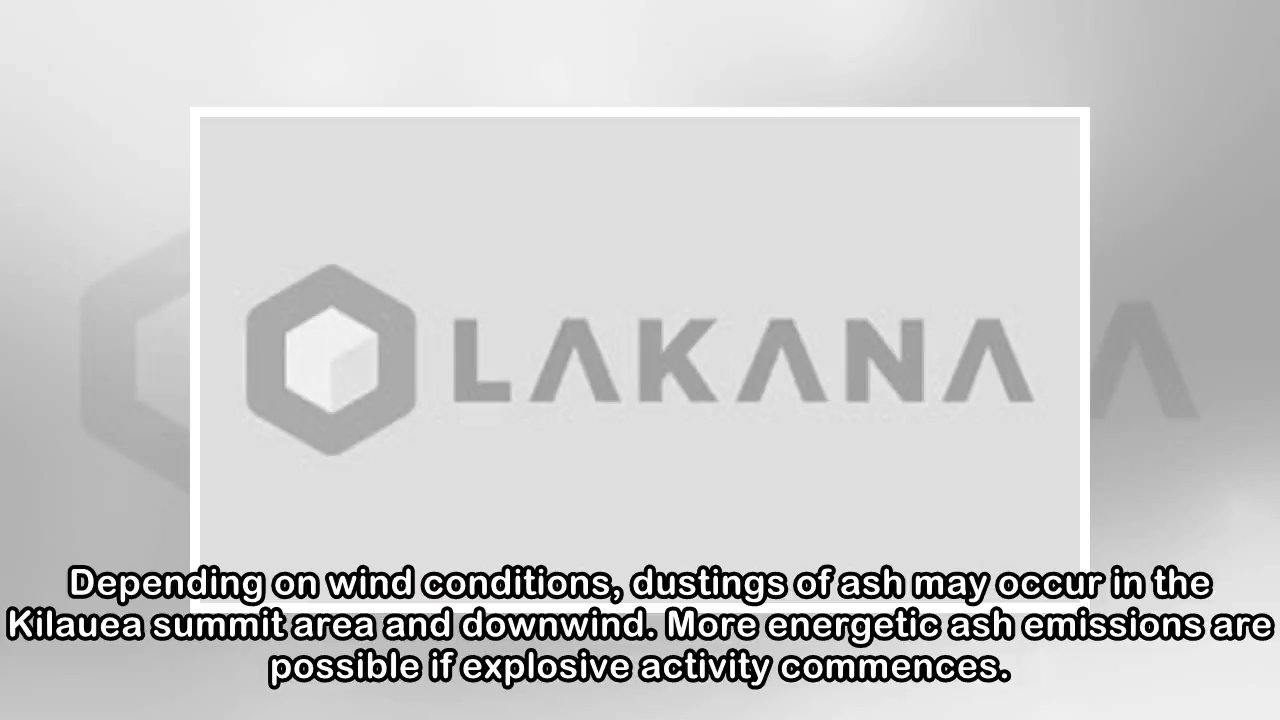 LAKANA
Depending on wind conditions, dustings of ash may occur in the
Kilauea summit area and downwind. More energetic ash emissions are
possible if explosive activity commences.